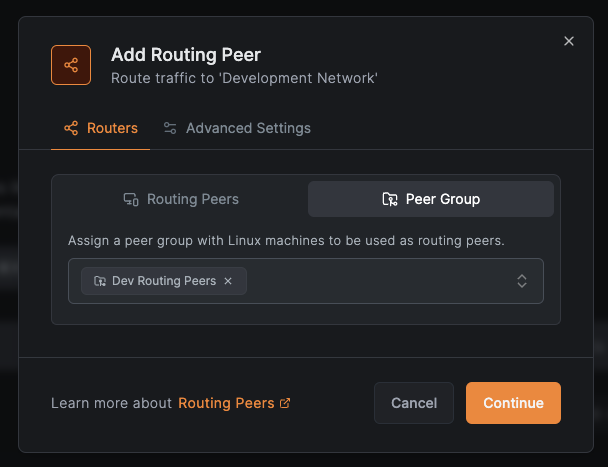 Add Routing Peer
Route traffic to 'Development Network'
Routers Advanced Settings
Routing Peers Peer Group
Assign a peer group with Linux machines to be used as routing peers.
Dev Routing Peers
Learn more about Routing Peers Cancel Continue